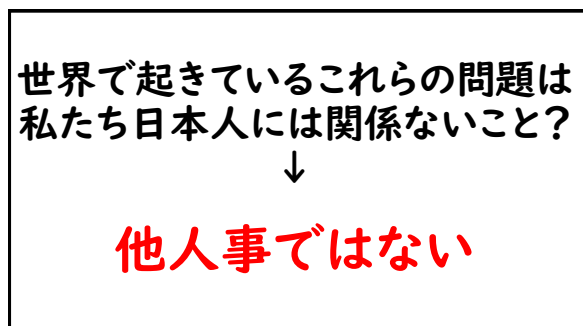 世界で起きているこれらの問題は
私たち日本人には関係ないこと?
↓
他人事ではない